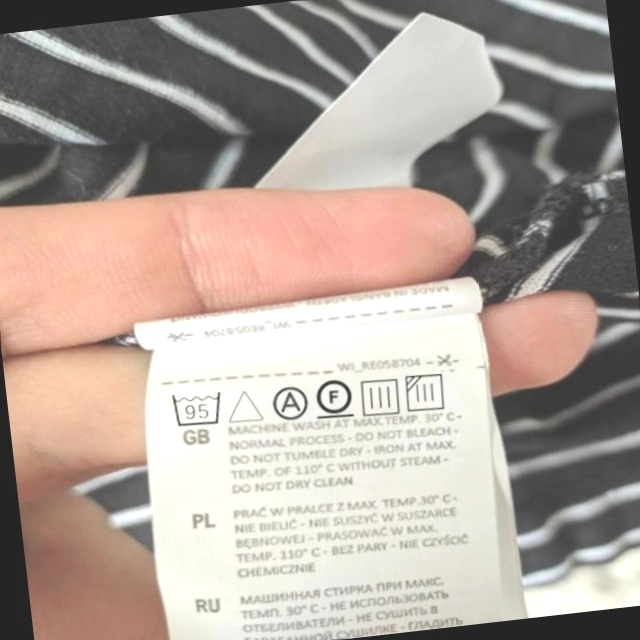 MADE IN BANGLADESH
WI_RE058704
WI_RE058704
95 A F
GB MACHINE WASH AT MAX.TEMP. 30° C -
NORMAL PROCESS - DO NOT BLEACH -
DO NOT TUMBLE DRY - IRON AT MAX.
TEMP. OF 110° C WITHOUT STEAM -
DO NOT DRY CLEAN
PL PRAĆ W PRALCE Z MAX. TEMP.30° C -
NIE BIELIĆ - NIE SUSZYĆ W SUSZARCE
BĘBNOWEJ - PRASOWAĆ W MAX.
TEMP. 110° C - BEZ PARY - NIE CZYŚCIĆ
CHEMICZNIE
RU МАШИННАЯ СТИРКА ПРИ МАКС.
ТЕМП. 30° С - НЕ ИСПОЛЬЗОВАТЬ
ОТБЕЛИВАТЕЛИ - НЕ СУШИТЬ В
БАРАБАННОЙ СУШИЛКЕ - ГЛАДИТЬ